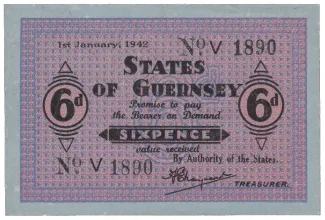 1st January, 1942
No. V 1890
STATES
OF GUERNSEY
6d
6d
Promise to pay
the Bearer on Demand
SIXPENCE
value received
No. V 1890
By Authority of the States.
TREASURER.